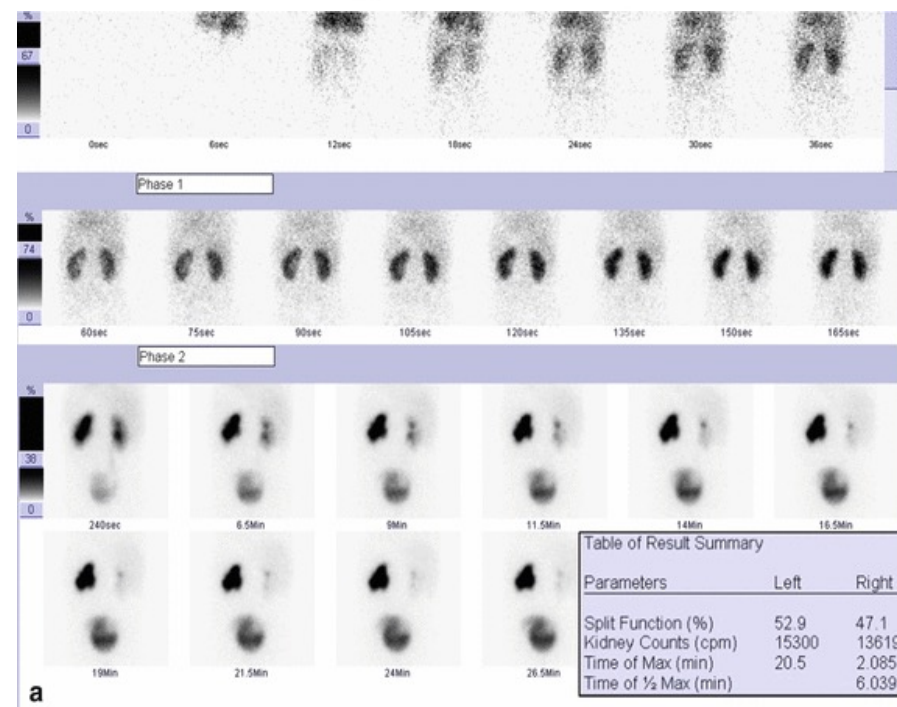 %
67
0
0sec 6sec 12sec 18sec 24sec 30sec 36sec
Phase 1
%
74
0
60sec 75sec 90sec 105sec 120sec 135sec 150sec 165sec
Phase 2
%
38
0
240sec 6.5Min 9Min 11.5Min 14Min 16.5Min
19Min 21.5Min 24Min 26.5Min
Table of Result Summary
Parameters Left Right
Split Function (%) 52.9 47.1
Kidney Counts (cpm) 15300 13619
Time of Max (min) 20.5 2.085
Time of ½ Max (min) 6.039
a